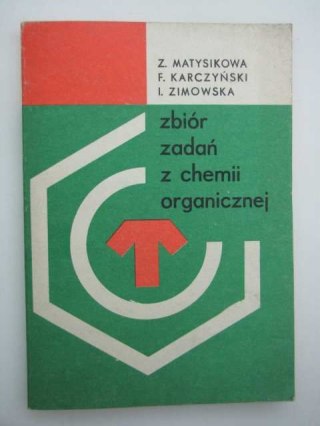 Z. MATYSIKOWA
F. KARCZYŃSKI
I. ZIMOWSKA
zbiór
zadań
z chemii
organicznej